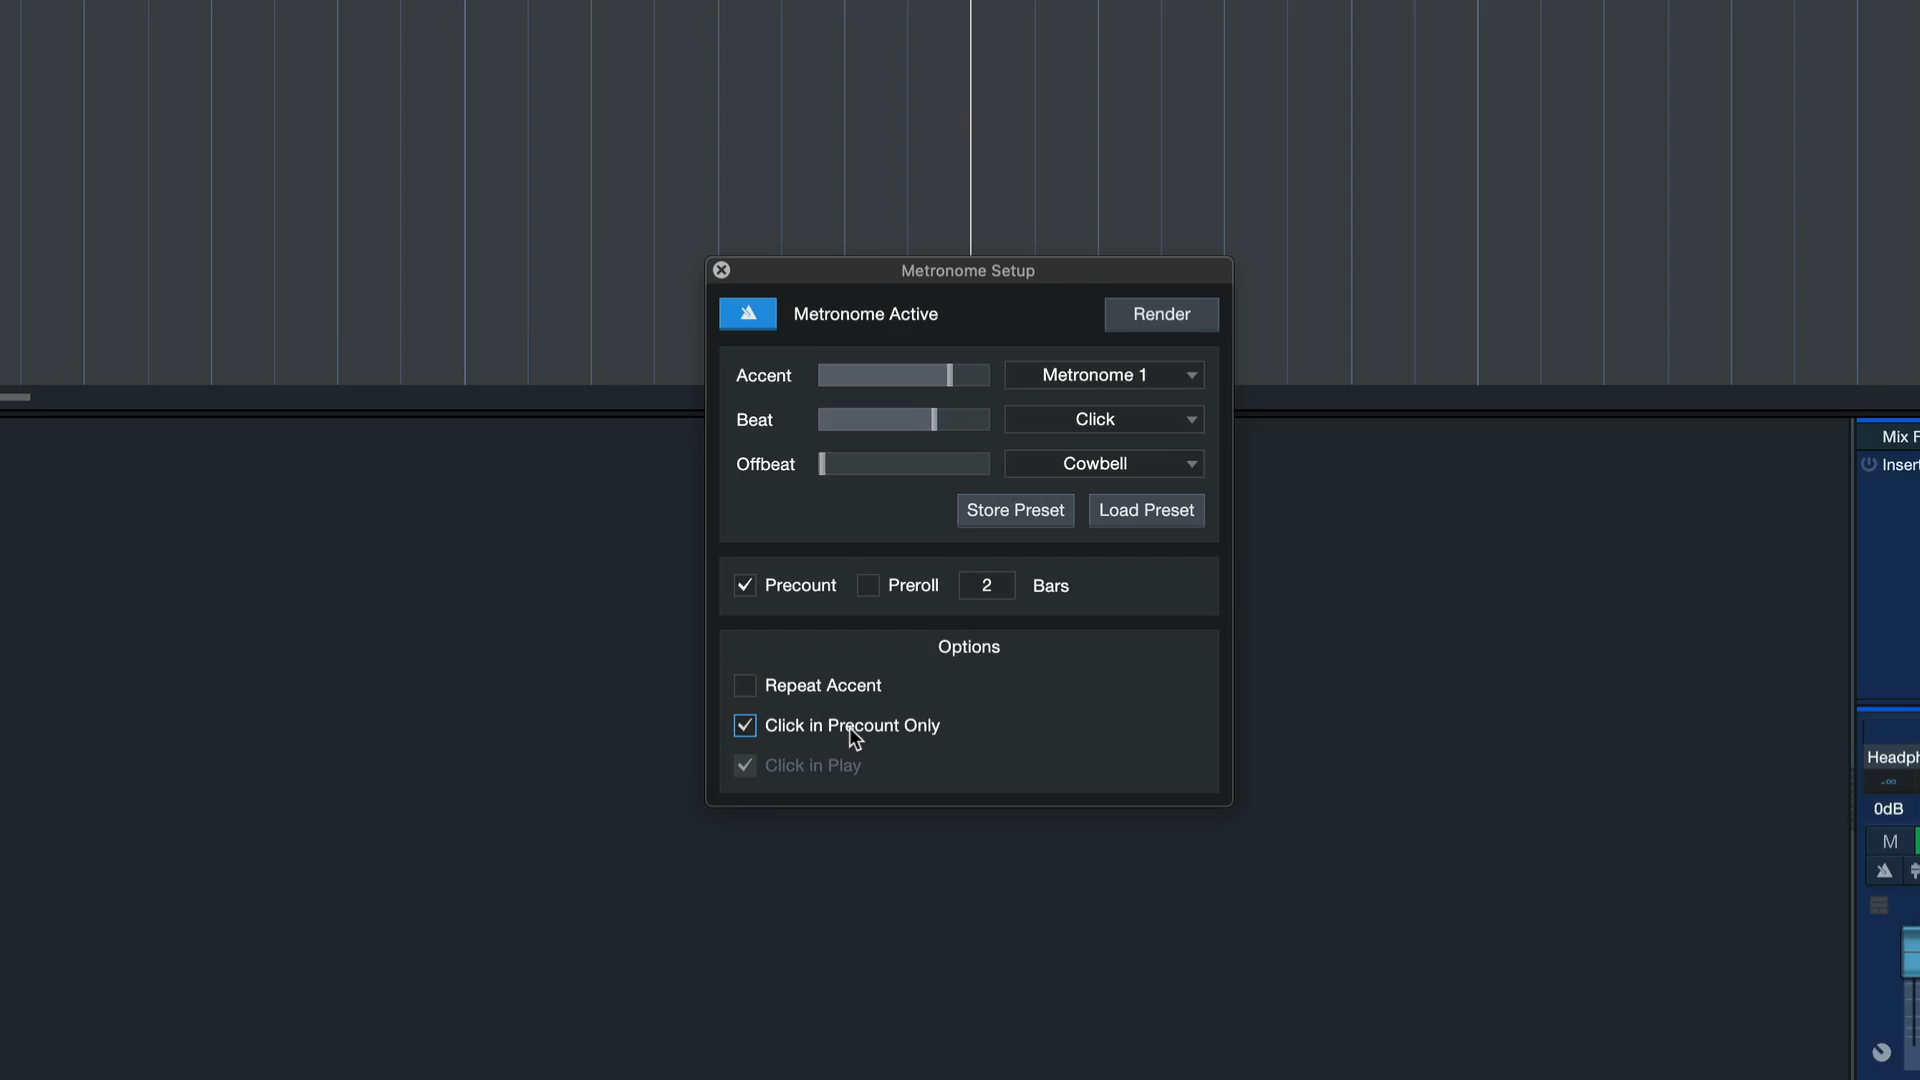 Metronome Setup
Metronome Active
Render
Accent
Metronome 1
Beat
Click
Offbeat
Cowbell
Store Preset
Load Preset
Precount
Preroll
2
Bars
Options
Repeat Accent
Click in Precount Only
Click in Play
Mix F
Inser
Headph
-∞
0dB
M